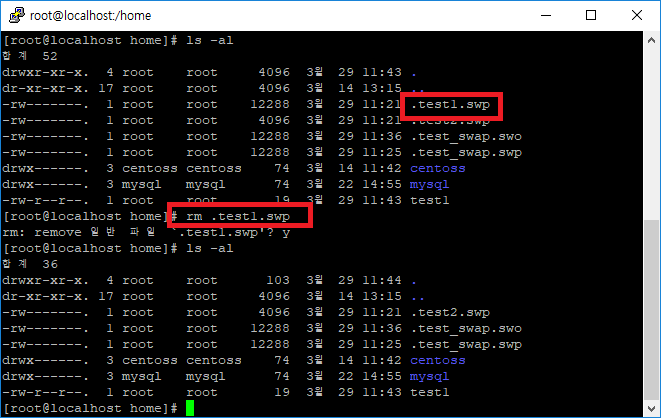 root@localhost:/home
[root@localhost home]# ls -al
합계 52
drwxr-xr-x. 4 root root 4096 3월 29 11:43 .
dr-xr-xr-x. 17 root root 4096 3월 14 13:15 ..
-rw-------. 1 root root 12288 3월 29 11:21 .test1.swp
-rw-------. 1 root root 4096 3월 29 11:21 .test2.swp
-rw-------. 1 root root 12288 3월 29 11:36 .test_swap.swo
-rw-------. 1 root root 12288 3월 29 11:25 .test_swap.swp
drwx------. 3 centoss centoss 74 3월 14 11:42 centoss
drwx------. 3 mysql mysql 74 3월 22 14:55 mysql
-rw-r--r--. 1 root root 19 3월 29 11:43 test1
[root@localhost home]# rm .test1.swp
rm: remove 일반 파일 `.test1.swp'? y
[root@localhost home]# ls -al
합계 36
drwxr-xr-x. 4 root root 103 3월 29 11:44 .
dr-xr-xr-x. 17 root root 4096 3월 14 13:15 ..
-rw-------. 1 root root 4096 3월 29 11:21 .test2.swp
-rw-------. 1 root root 12288 3월 29 11:36 .test_swap.swo
-rw-------. 1 root root 12288 3월 29 11:25 .test_swap.swp
drwx------. 3 centoss centoss 74 3월 14 11:42 centoss
drwx------. 3 mysql mysql 74 3월 22 14:55 mysql
-rw-r--r--. 1 root root 19 3월 29 11:43 test1
[root@localhost home]#